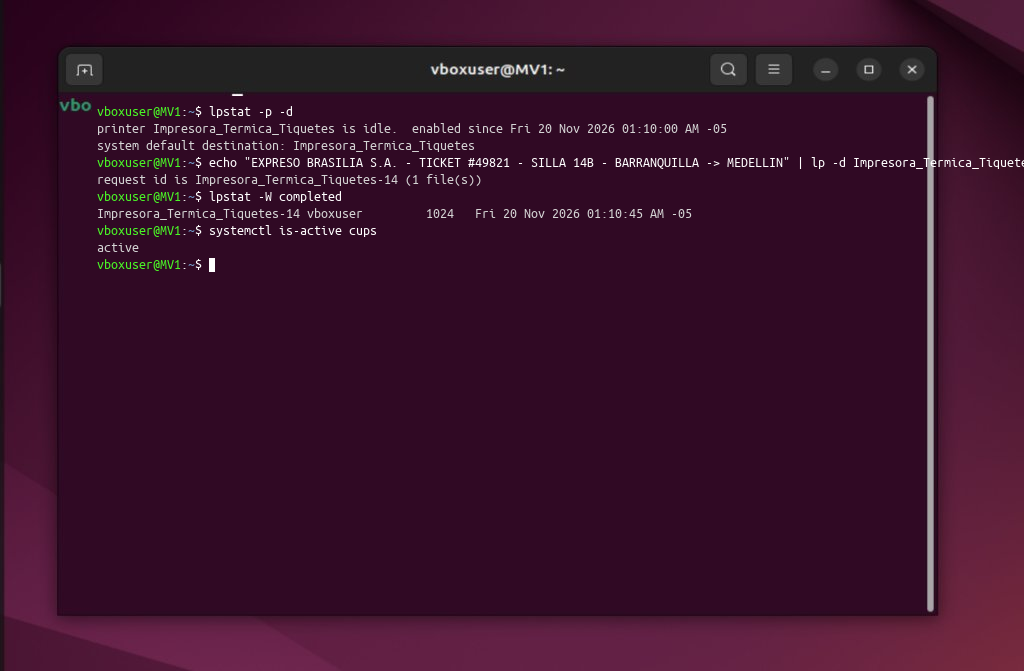 vboxuser@MV1: ~
vbo
vboxuser@MV1:~$ lpstat -p -d
printer Impresora_Termica_Tiquetes is idle.  enabled since Fri 20 Nov 2026 01:10:00 AM -05
system default destination: Impresora_Termica_Tiquetes
vboxuser@MV1:~$ echo "EXPRESO BRASILIA S.A. - TICKET #49821 - SILLA 14B - BARRANQUILLA -> MEDELLIN" | lp -d Impresora_Termica_Tiquete
request id is Impresora_Termica_Tiquetes-14 (1 file(s))
vboxuser@MV1:~$ lpstat -W completed
Impresora_Termica_Tiquetes-14 vboxuser         1024   Fri 20 Nov 2026 01:10:45 AM -05
vboxuser@MV1:~$ systemctl is-active cups
active
vboxuser@MV1:~$